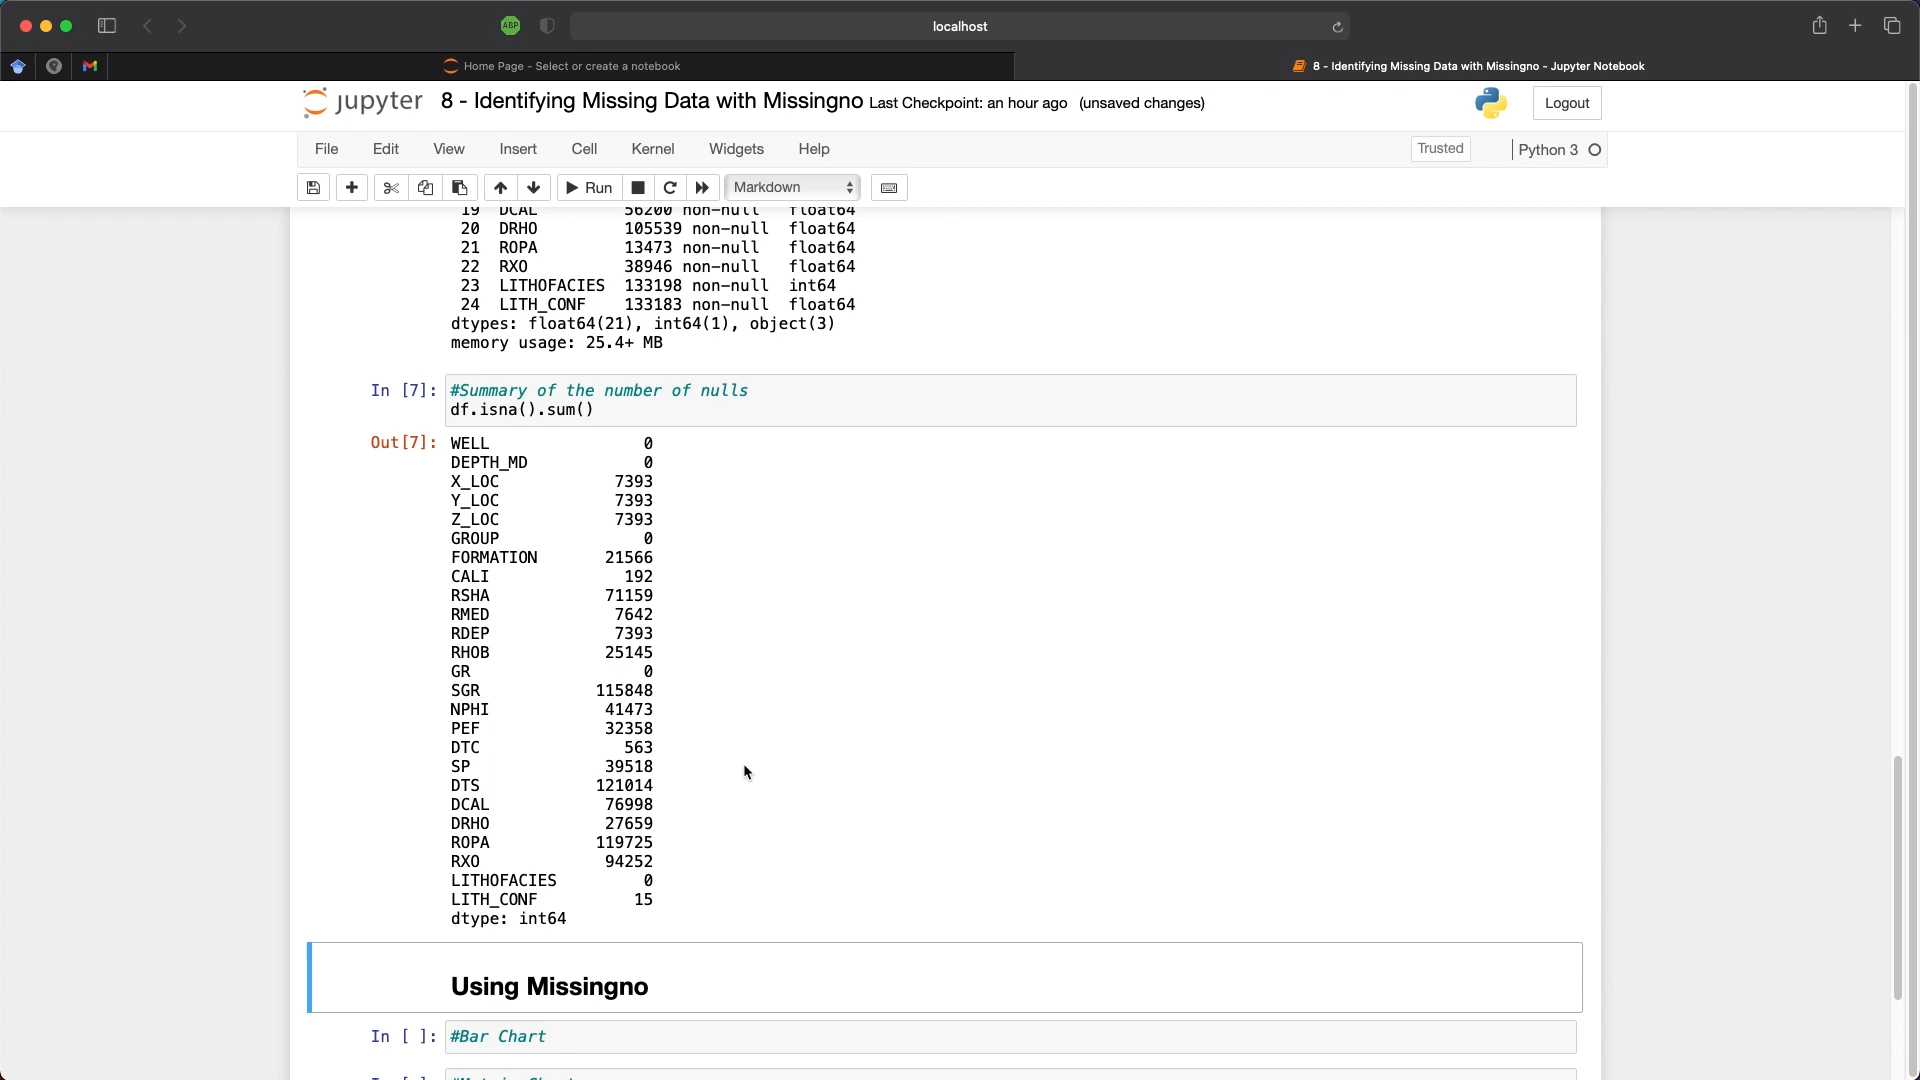 ABP
localhost
Home Page - Select or create a notebook
8 - Identifying Missing Data with Missingno - Jupyter Notebook
jupyter 8 - Identifying Missing Data with Missingno Last Checkpoint: an hour ago (unsaved changes)
Logout
File Edit View Insert Cell Kernel Widgets Help
Trusted
Python 3
Run
Markdown
19 DCAL 56200 non-null float64
20 DRHO 105539 non-null float64
21 ROPA 13473 non-null float64
22 RXO 38946 non-null float64
23 LITHOFACIES 133198 non-null int64
24 LITH_CONF 133183 non-null float64
dtypes: float64(21), int64(1), object(3)
memory usage: 25.4+ MB
In [7]: #Summary of the number of nulls
df.isna().sum()
Out[7]: WELL 0
DEPTH_MD 0
X_LOC 7393
Y_LOC 7393
Z_LOC 7393
GROUP 0
FORMATION 21566
CALI 192
RSHA 71159
RMED 7642
RDEP 7393
RHOB 25145
GR 0
SGR 115848
NPHI 41473
PEF 32358
DTC 563
SP 39518
DTS 121014
DCAL 76998
DRHO 27659
ROPA 119725
RXO 94252
LITHOFACIES 0
LITH_CONF 15
dtype: int64
Using Missingno
In [ ]: #Bar Chart